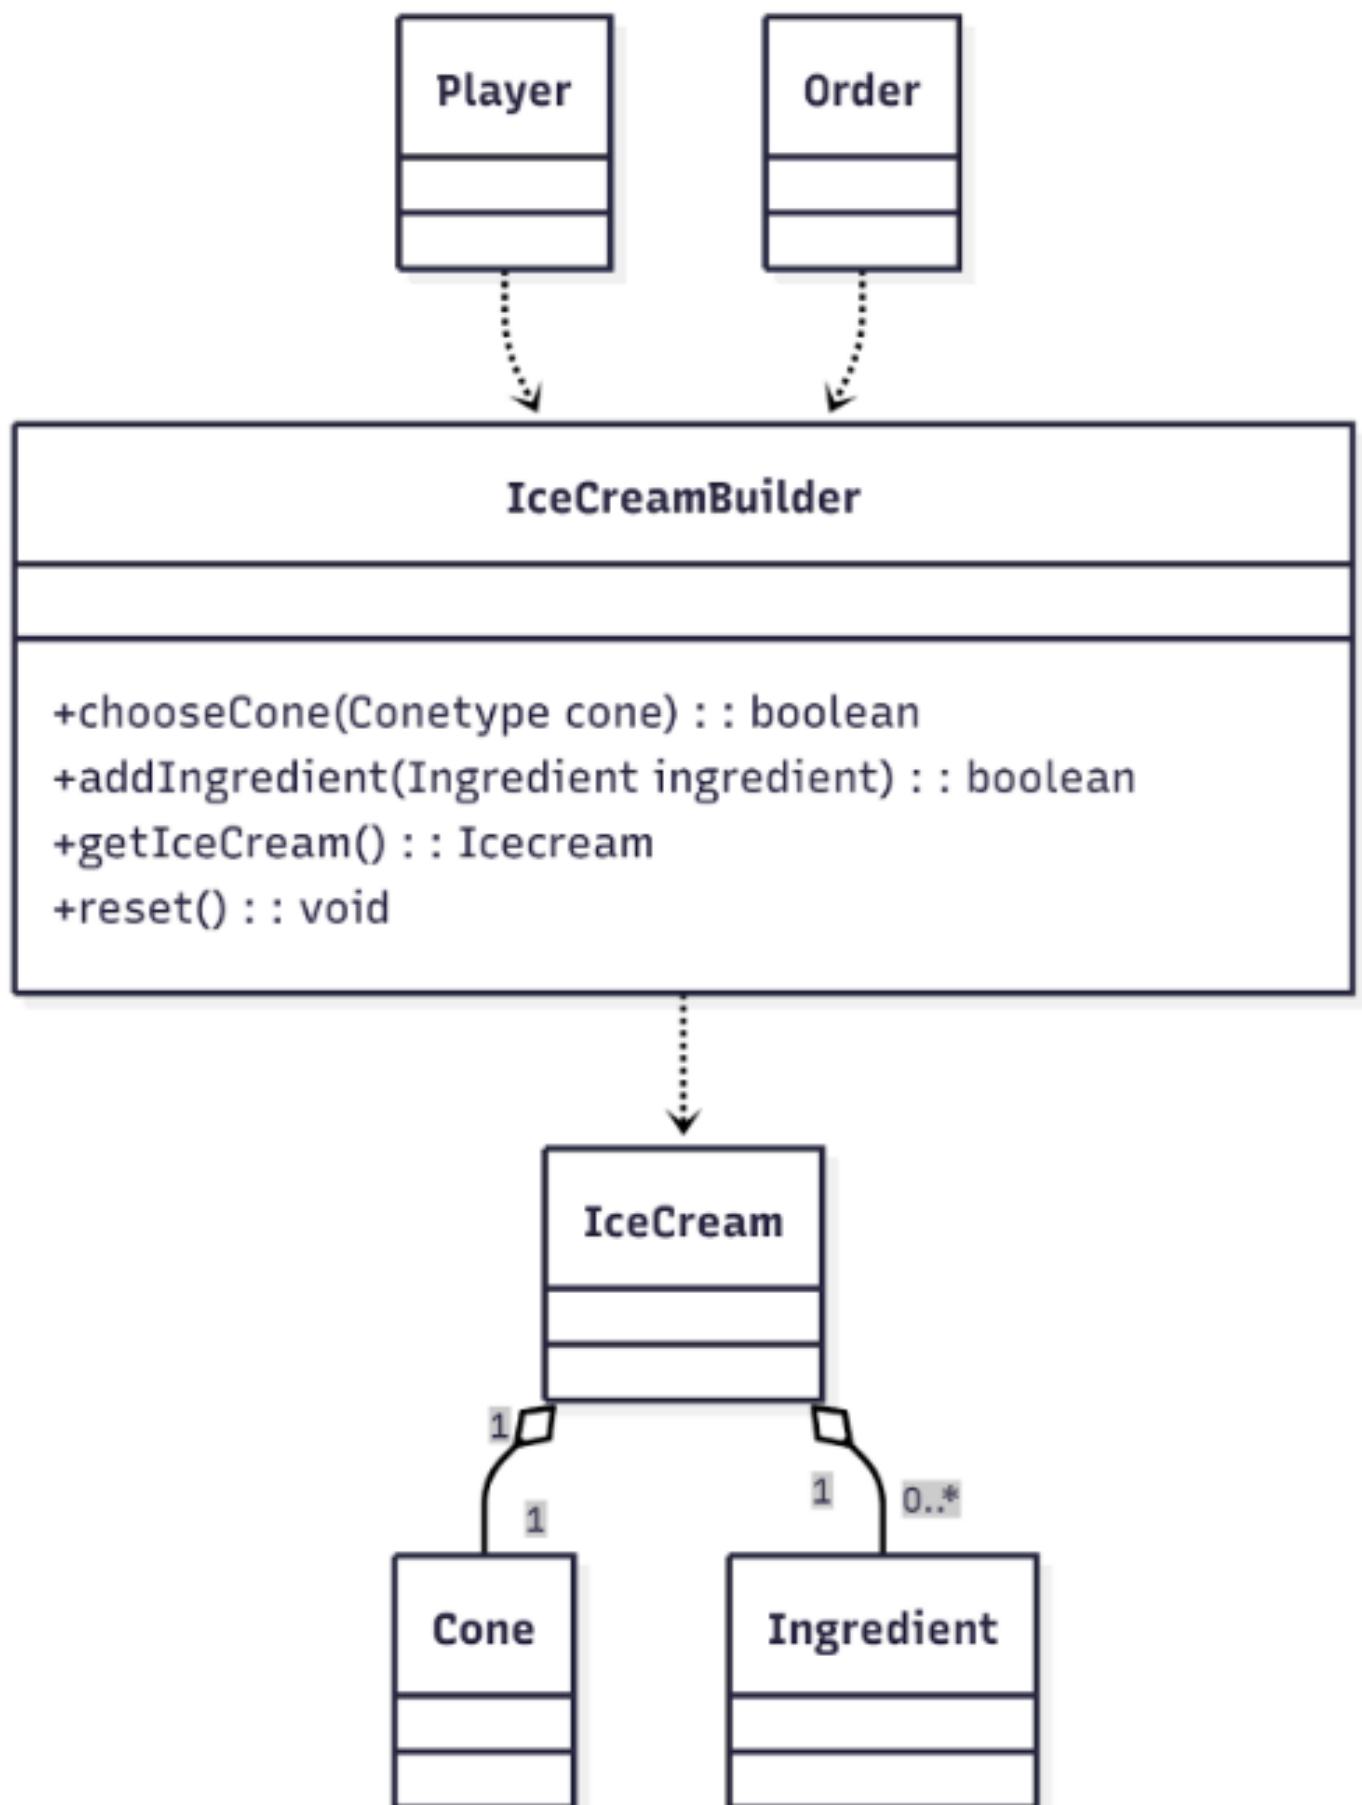 Player
Order
IceCreamBuilder
+chooseCone(Conetype cone) : : boolean
+addIngredient(Ingredient ingredient) : : boolean
+getIceCream() : : Icecream
+reset() : : void
IceCream
1
1
1
0..*
Cone
Ingredient